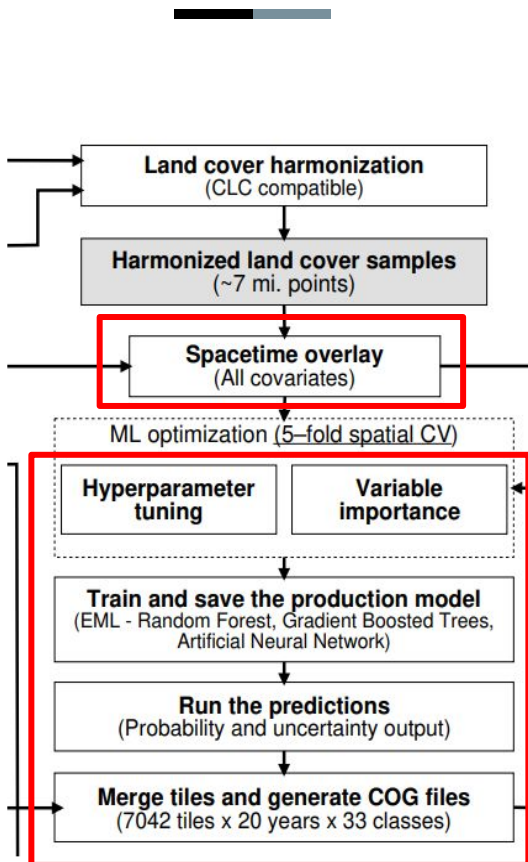 Land cover harmonization
(CLC compatible)
Harmonized land cover samples
(~7 mi. points)
Spacetime overlay
(All covariates)
ML optimization (5–fold spatial CV)
Hyperparameter
tuning
Variable
importance
Train and save the production model
(EML - Random Forest, Gradient Boosted Trees,
Artificial Neural Network)
Run the predictions
(Probability and uncertainty output)
Merge tiles and generate COG files
(7042 tiles x 20 years x 33 classes)